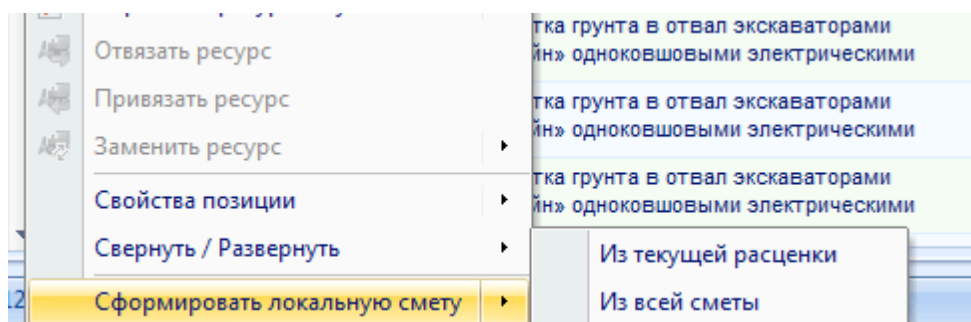 тка грунта в отвал экскаваторами
Отвязать ресурс
йн» одноковшовыми электрическими
Привязать ресурс
тка грунта в отвал экскаваторами
йн» одноковшовыми электрическими
Заменить ресурс
тка грунта в отвал экскаваторами
Свойства позиции
йн» одноковшовыми электрическими
Свернуть / Развернуть
Из текущей расценки
12
Сформировать локальную смету
Из всей сметы